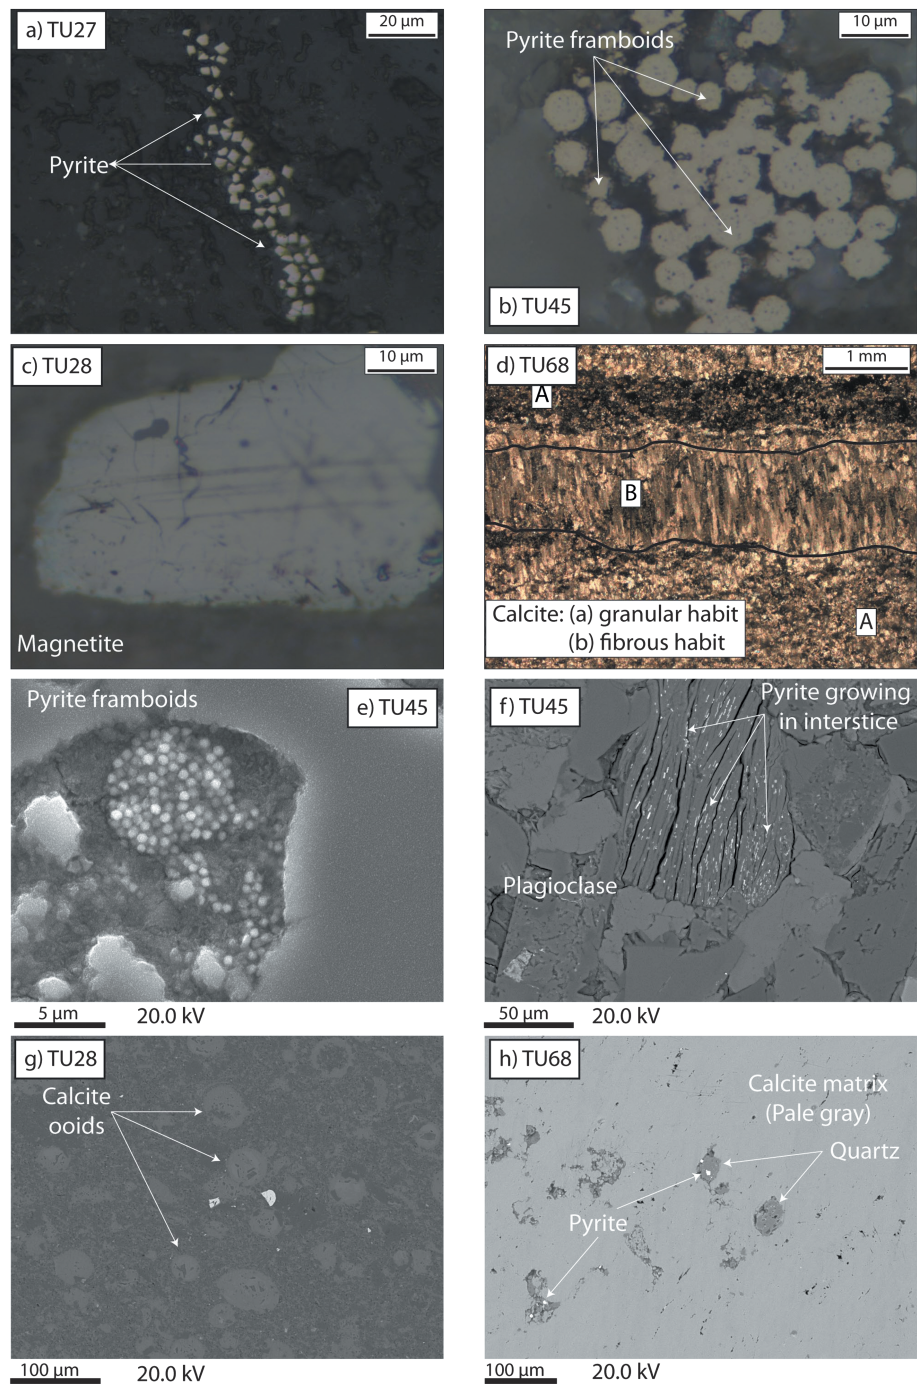 a) TU27
20 µm
Pyrite
10 µm
Pyrite framboids
b) TU45
c) TU28
10 µm
Magnetite
d) TU68
1 mm
A
B
A
Calcite: (a) granular habit
(b) fibrous habit
Pyrite framboids
e) TU45
5 µm
20.0 kV
f) TU45
Pyrite growing
in interstice
Plagioclase
50 µm
20.0 kV
g) TU28
Calcite
ooids
100 µm
20.0 kV
h) TU68
Calcite matrix
(Pale gray)
Quartz
Pyrite
100 µm
20.0 kV